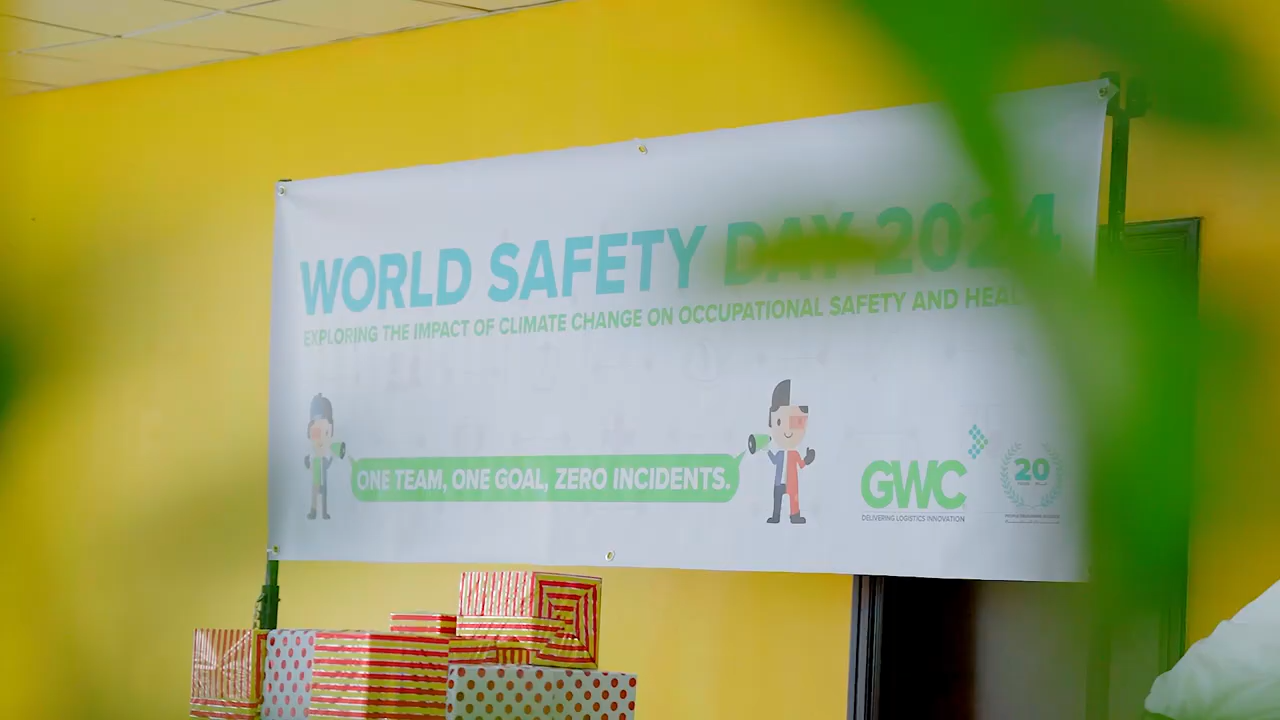 WORLD SAFETY DAY 2024
EXPLORING THE IMPACT OF CLIMATE CHANGE ON OCCUPATIONAL SAFETY AND
ONE TEAM, ONE GOAL, ZERO INCIDENTS.
GWC
DELIVERING LOGISTICS INNOVATION
20